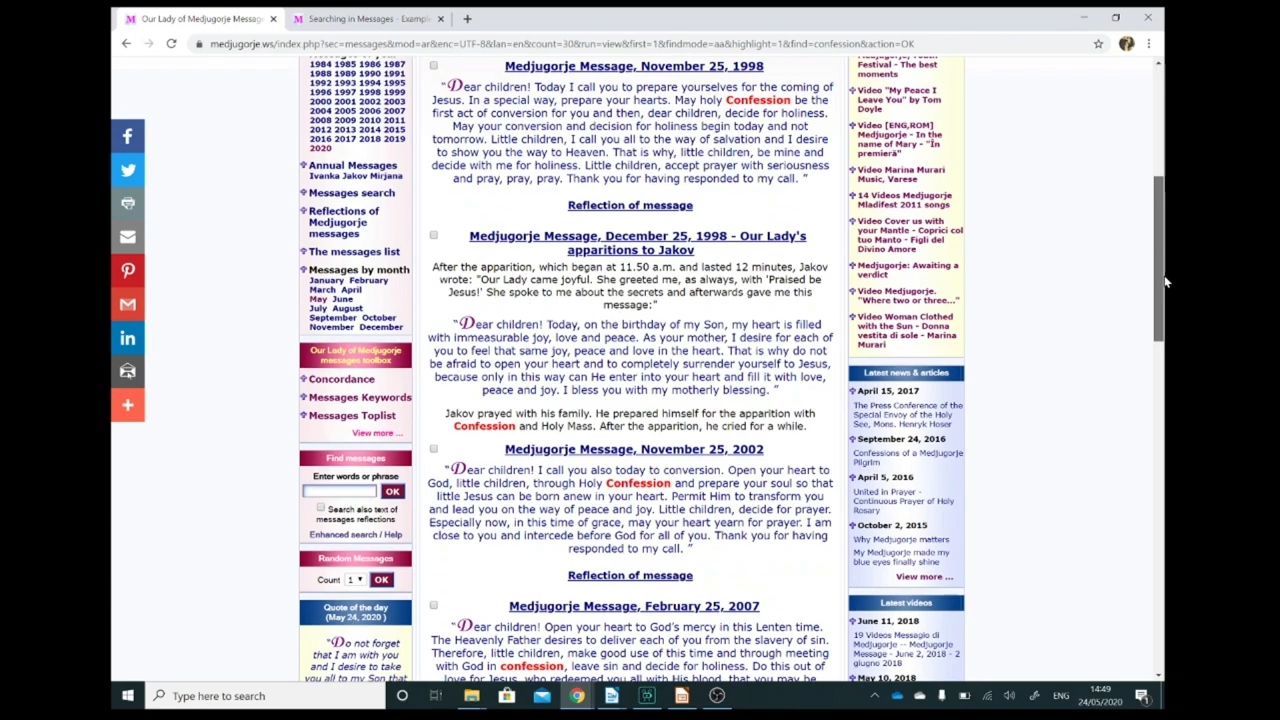 Our Lady of Medjugorje Messag
Searching in Messages - Example
medjugorje.ws/index.php?sec=messages&mod=ar&enc=UTF-8&lan=en&count=30&run=view&first=1&findmode=aa&highlight=1&find=confession&action=OK
1984 1985 1986 1987
1988 1989 1990 1991
1992 1993 1994 1995
1996 1997 1998 1999
2000 2001 2002 2003
2004 2005 2006 2007
2008 2009 2010 2011
2012 2013 2014 2015
2016 2017 2018 2019
2020
Annual Messages
Ivanka Jakov Mirjana
Messages search
Reflections of
Medjugorje
messages
The messages list
Messages by month
January February
March April
May June
July August
September October
November December
Our Lady of Medjugorje
messages toolbox
Concordance
Messages Keywords
Messages Toplist
View more ...
Find messages
Enter words or phrase
OK
Search also text of
messages reflections
Enhanced search / Help
Random Messages
Count 1 OK
Quote of the day
(May 24, 2020)
"Do not forget
that I am with you
and I desire to take
you all to my Son that
Medjugorje Message, November 25, 1998
"Dear children! Today I call you to prepare yourselves for the coming of
Jesus. In a special way, prepare your hearts. May holy Confession be the
first act of conversion for you and then, dear children, decide for holiness.
May your conversion and decision for holiness begin today and not
tomorrow. Little children, I call you all to the way of salvation and I desire
to show you the way to Heaven. That is why, little children, be mine and
decide with me for holiness. Little children, accept prayer with seriousness
and pray, pray, pray. Thank you for having responded to my call. "
Reflection of message
Medjugorje Message, December 25, 1998 - Our Lady's
apparitions to Jakov
After the apparition, which began at 11.50 a.m. and lasted 12 minutes, Jakov
wrote: "Our Lady came joyful. She greeted me, as always, with 'Praised be
Jesus!' She spoke to me about the secrets and afterwards gave me this
message:"
"Dear children! Today, on the birthday of my Son, my heart is filled
with immeasurable joy, love and peace. As your mother, I desire for each of
you to feel that same joy, peace and love in the heart. That is why do not
be afraid to open your heart and to completely surrender yourself to Jesus,
because only in this way can He enter into your heart and fill it with love,
peace and joy. I bless you with my motherly blessing. "
Jakov prayed with his family. He prepared himself for the apparition with
Confession and Holy Mass. After the apparition, he cried for a while.
Medjugorje Message, November 25, 2002
"Dear children! I call you also today to conversion. Open your heart to
God, little children, through Holy Confession and prepare your soul so that
little Jesus can be born anew in your heart. Permit Him to transform you
and lead you on the way of peace and joy. Little children, decide for prayer.
Especially now, in this time of grace, may your heart yearn for prayer. I am
close to you and intercede before God for all of you. Thank you for having
responded to my call. "
Reflection of message
Medjugorje Message, February 25, 2007
"Dear children! Open your heart to God's mercy in this Lenten time.
The Heavenly Father desires to deliver each of you from the slavery of sin.
Therefore, little children, make good use of this time and through meeting
with God in confession, leave sin and decide for holiness. Do this out of
love for Jesus, who redeemed you all with His blood, that you may be
Festival - The best
moments
Video "My Peace I
Leave You" by Tom
Doyle
Video [ENG,ROM]
Medjugorje - In the
name of Mary - "În
premieră"
Video Marina Murari
Music, Varese
14 Videos Medjugorje
Mladifest 2011 songs
Video Cover us with
your Mantle - Coprici col
tuo Manto - Figli del
Divino Amore
Medjugorje: Awaiting a
verdict
Video Medjugorje.
"Where two or three..."
Video Woman Clothed
with the Sun - Donna
vestita di sole - Marina
Murari
Latest news & articles
April 15, 2017
The Press Conference of the
Special Envoy of the Holy
See, Mons. Henryk Hoser
September 24, 2016
Confessions of a Medjugorje
Pilgrim
April 5, 2016
United in Prayer -
Continuous Prayer of Holy
Rosary
October 2, 2015
Why Medjugorje matters
My Medjugorje made my
blue eyes finally shine
View more ...
Latest videos
June 11, 2018
19 Videos Messagio di
Medjugorje -- Medjugorje
Message - June 2, 2018 - 2
giugno 2018
May 10, 2018
Type here to search
ENG
14:49
24/05/2020